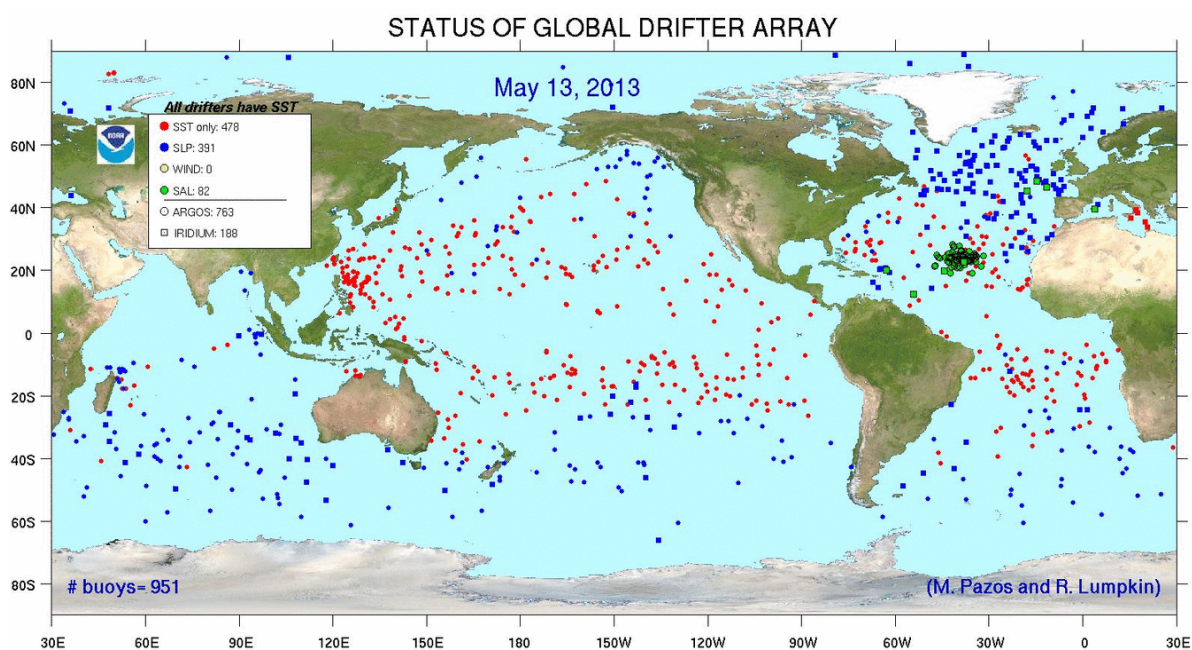 STATUS OF GLOBAL DRIFTER ARRAY
May 13, 2013
80N
60N
40N
20N
0
20S
40S
60S
80S
All drifters have SST
NOAA
SST only: 478
SLP: 391
WIND: 0
SAL: 82
ARGOS: 763
IRIDIUM: 188
# buoys= 951
(M. Pazos and R. Lumpkin)
30E 60E 90E 120E 150E 180 150W 120W 90W 60W 30W 0 30E